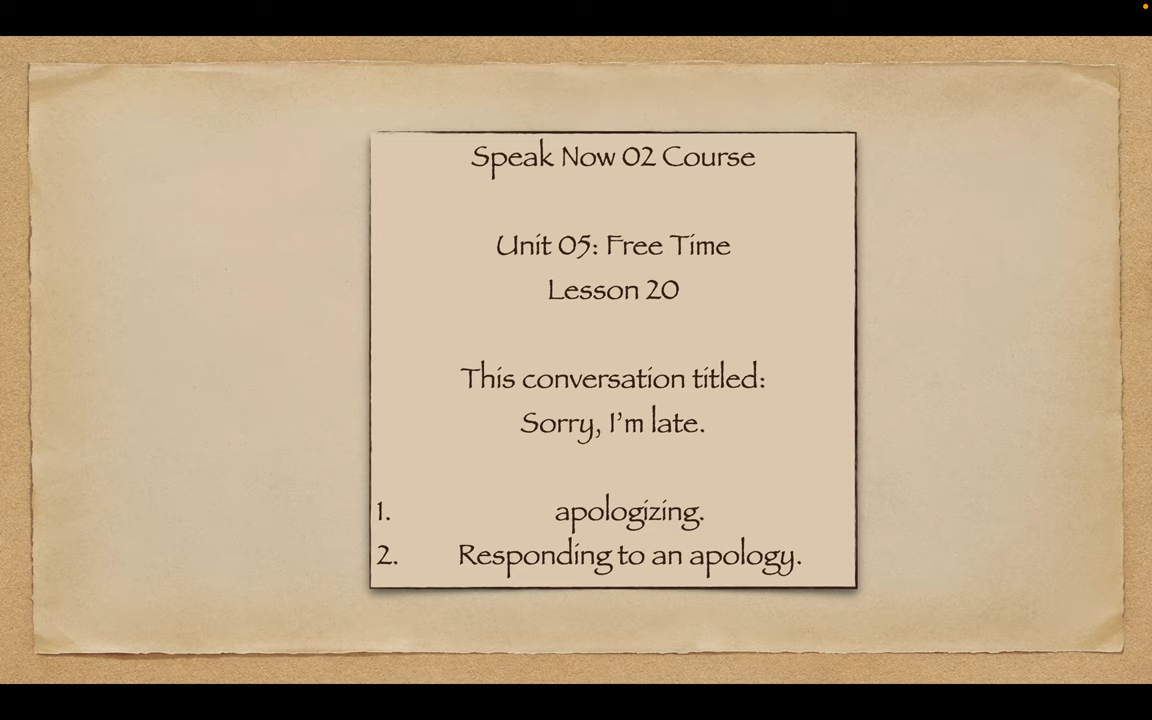 Speak Now 02 Course
Unit 05: Free Time
Lesson 20
This conversation titled:
Sorry, I'm late.
1. apologizing.
2. Responding to an apology.